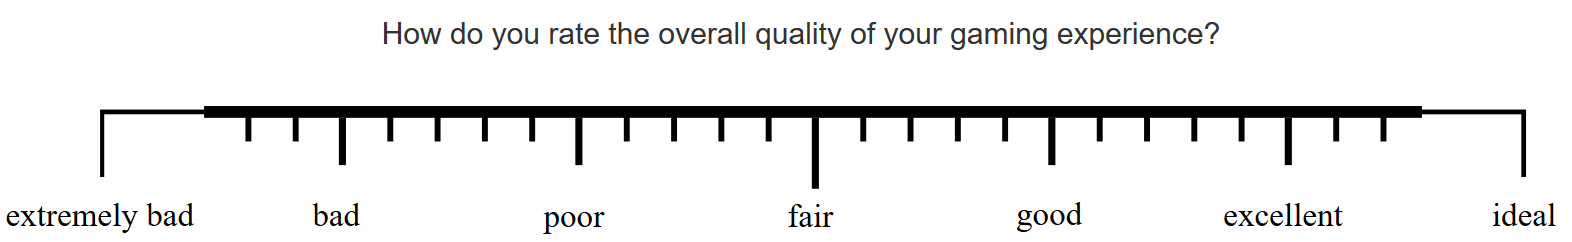 How do you rate the overall quality of your gaming experience?
extremely bad bad poor fair good excellent ideal